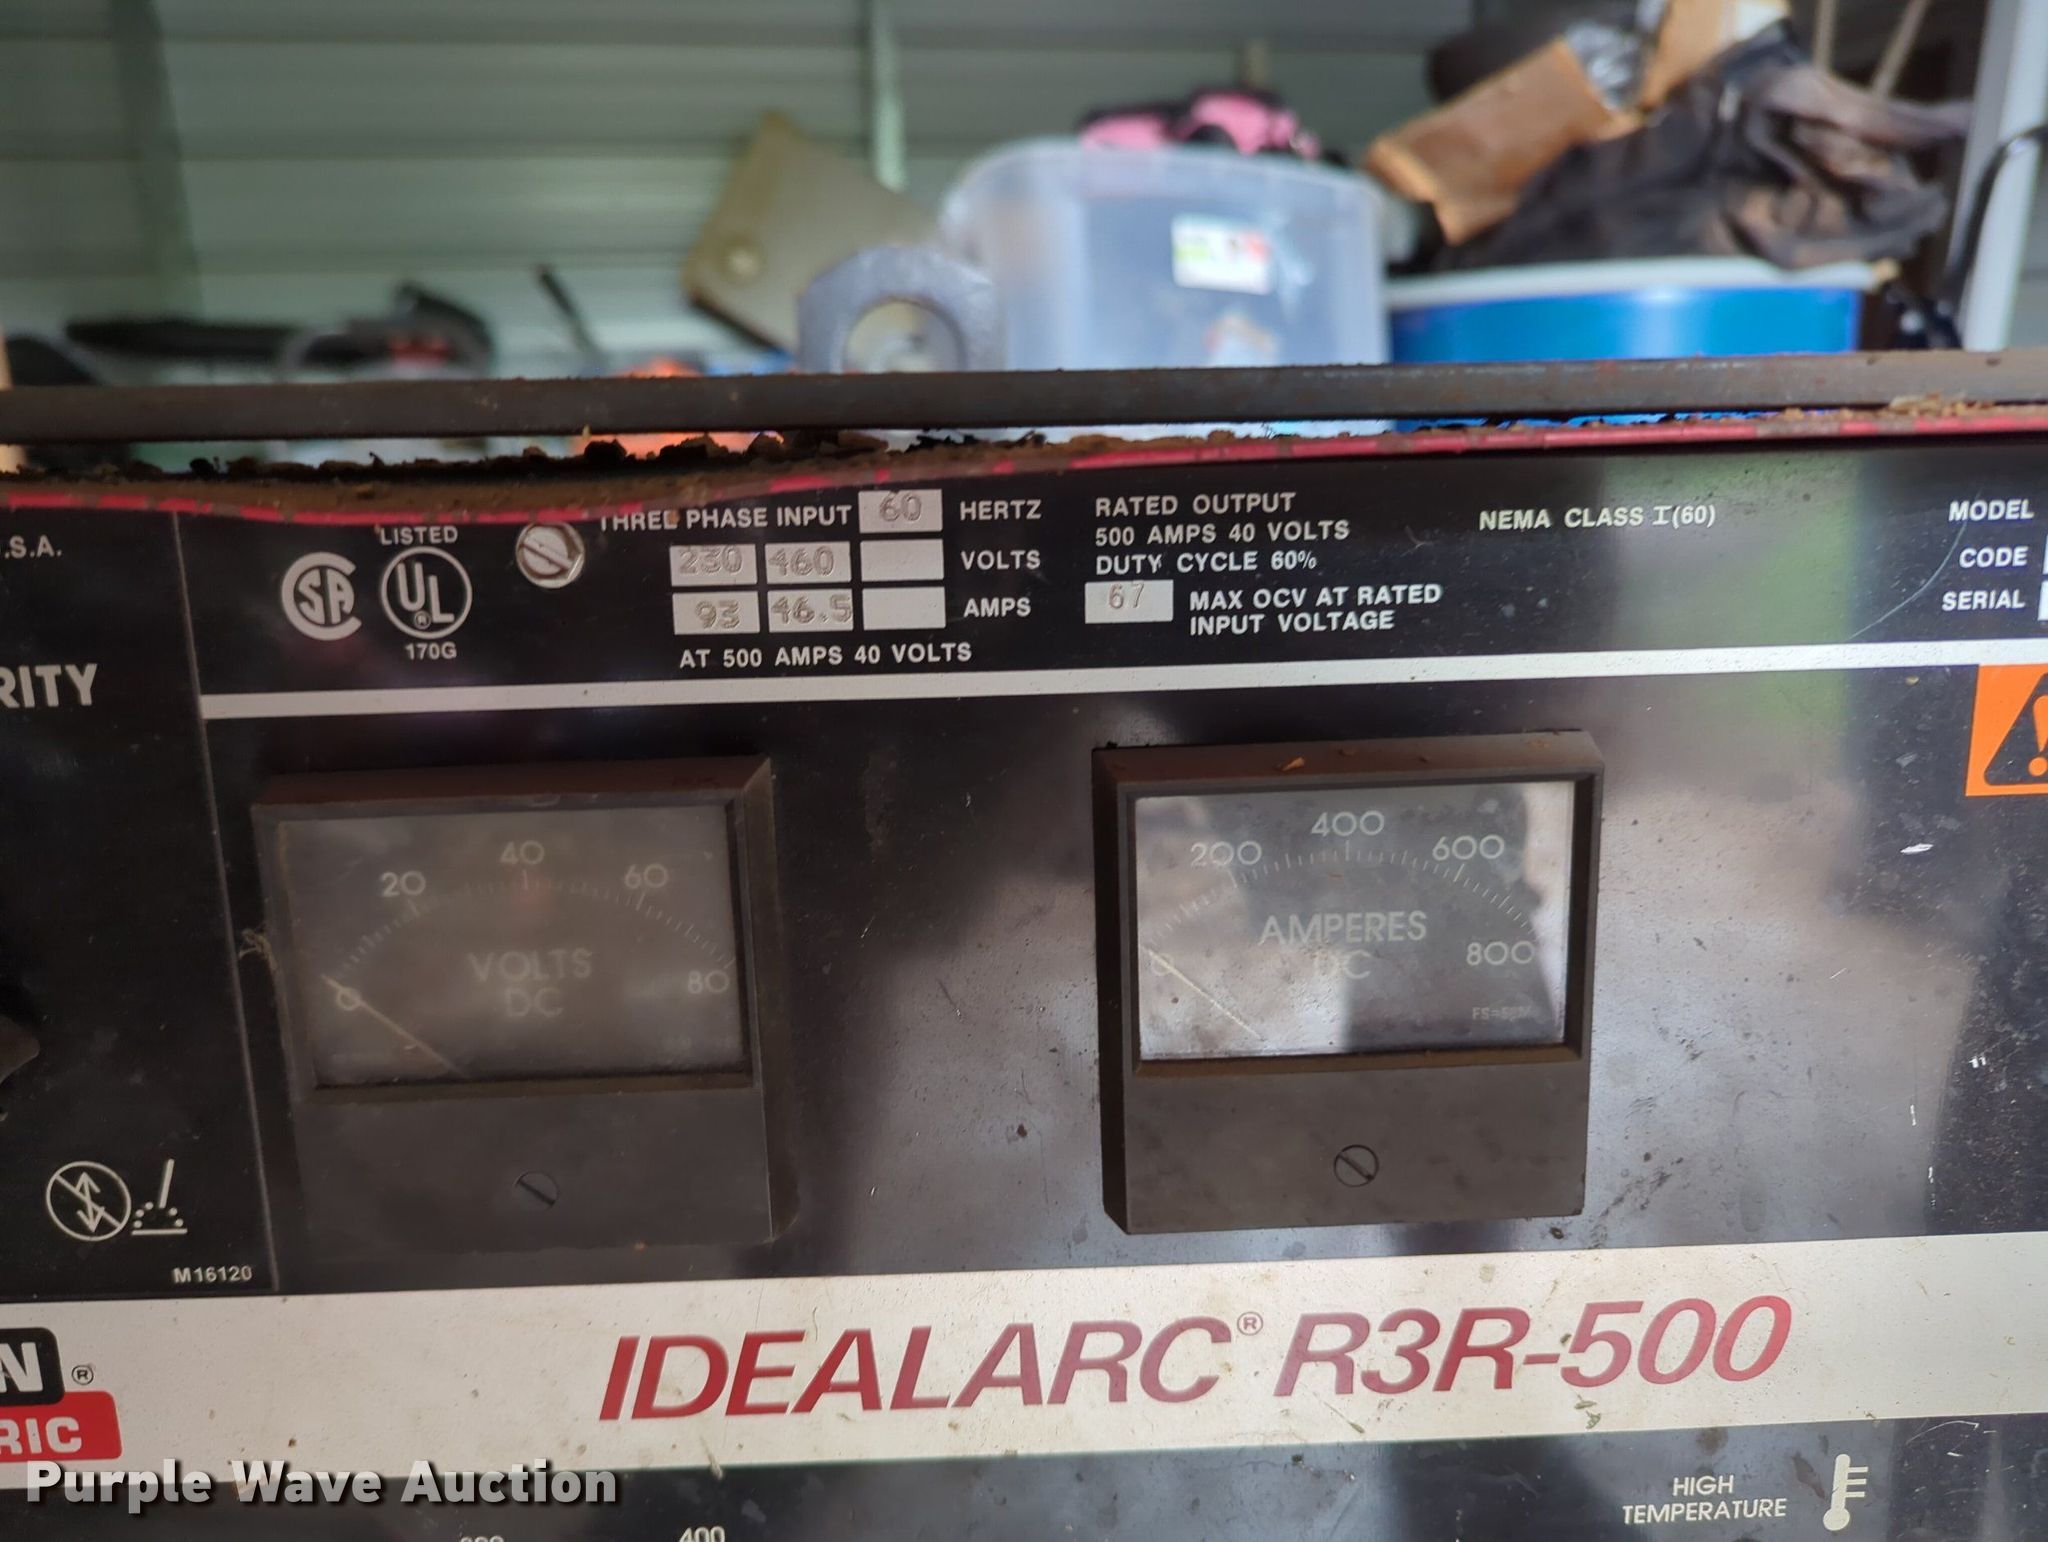 .S.A.
LISTED
THREE PHASE INPUT 60 HERTZ
RATED OUTPUT
NEMA CLASS I(60)
MODEL
500 AMPS 40 VOLTS
230 460 VOLTS
DUTY CYCLE 60%
CODE
SA
UL
®
93 46.5 AMPS
67 MAX OCV AT RATED
INPUT VOLTAGE
SERIAL
170G
AT 500 AMPS 40 VOLTS
RITY
0 20 40 60 80
VOLTS
DC
0 200 400 600 800
AMPERES
DC
M16120
N ®
RIC
IDEALARC® R3R-500
HIGH
TEMPERATURE
400
Purple Wave Auction